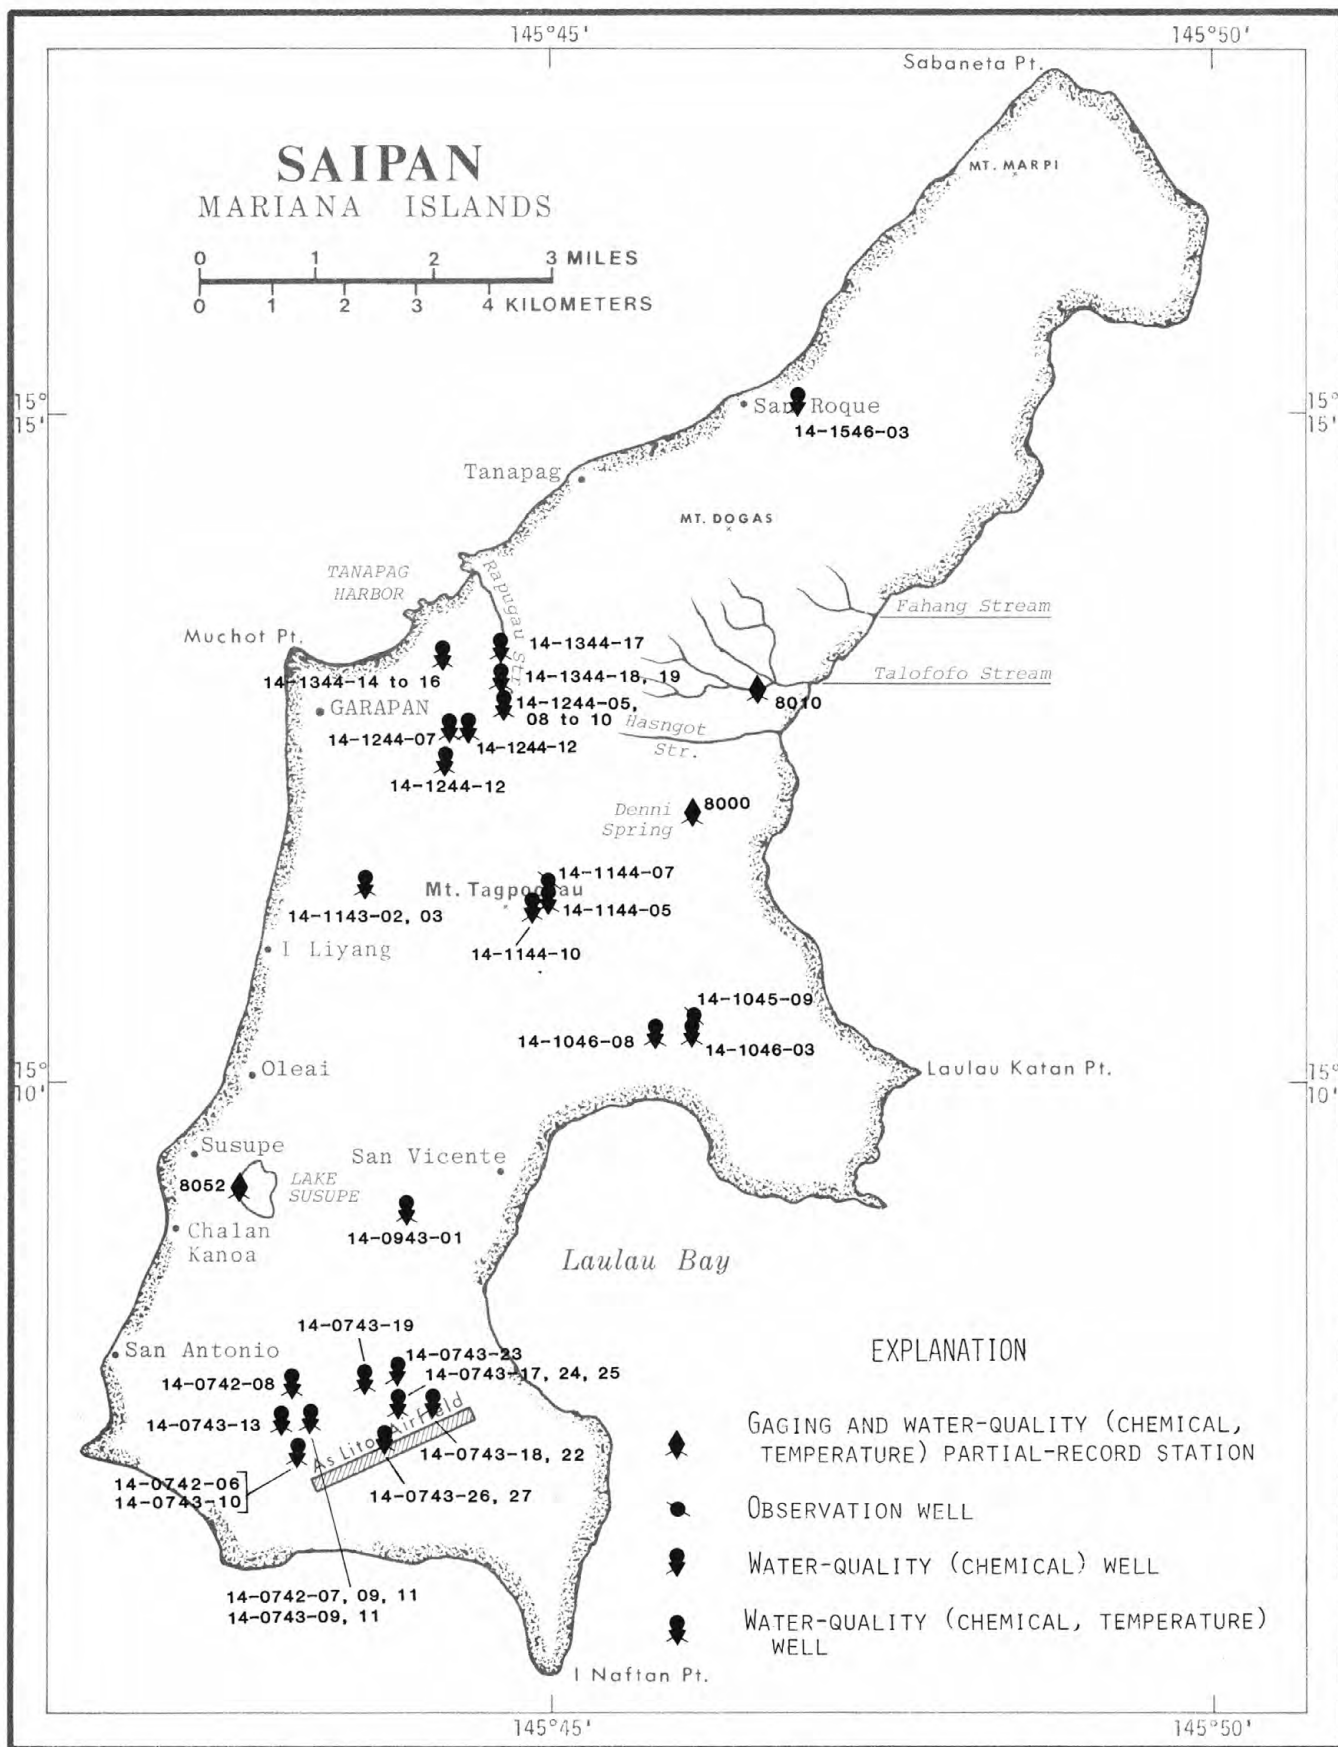 145°45'
145°50'
Sabaneta Pt.
SAIPAN
MARIANA ISLANDS
MT. MARPI
0 1 2 3 MILES
0 1 2 3 4 KILOMETERS
15°
15'
15°
15'
San Roque
14-1546-03
Tanapag
MT. DOGAS
TANAPAG
HARBOR
Rapugau Str.
Fahang Stream
Muchot Pt.
14-1344-17
14-1344-14 to 16
14-1344-18, 19
Talofofo Stream
GARAPAN
14-1244-05,
08 to 10
8010
14-1244-07
14-1244-12
Hasngot
Str.
14-1244-12
Denni
Spring
8000
14-1144-07
Mt. Tagpochau
14-1143-02, 03
14-1144-05
I Liyang
14-1144-10
14-1045-09
14-1046-08
14-1046-03
Oleai
15°
10'
Laulau Katan Pt.
15°
10'
Susupe
San Vicente
8052
LAKE
SUSUPE
Chalan
Kanoa
14-0943-01
Laulau Bay
14-0743-19
San Antonio
14-0743-23
14-0742-08
14-0743-17, 24, 25
14-0743-13
As Lito Airfield
14-0743-18, 22
14-0742-06
14-0743-10
14-0743-26, 27
14-0742-07, 09, 11
14-0743-09, 11
I Naftan Pt.
EXPLANATION
GAGING AND WATER-QUALITY (CHEMICAL,
TEMPERATURE) PARTIAL-RECORD STATION
OBSERVATION WELL
WATER-QUALITY (CHEMICAL) WELL
WATER-QUALITY (CHEMICAL, TEMPERATURE)
WELL
145°45'
145°50'